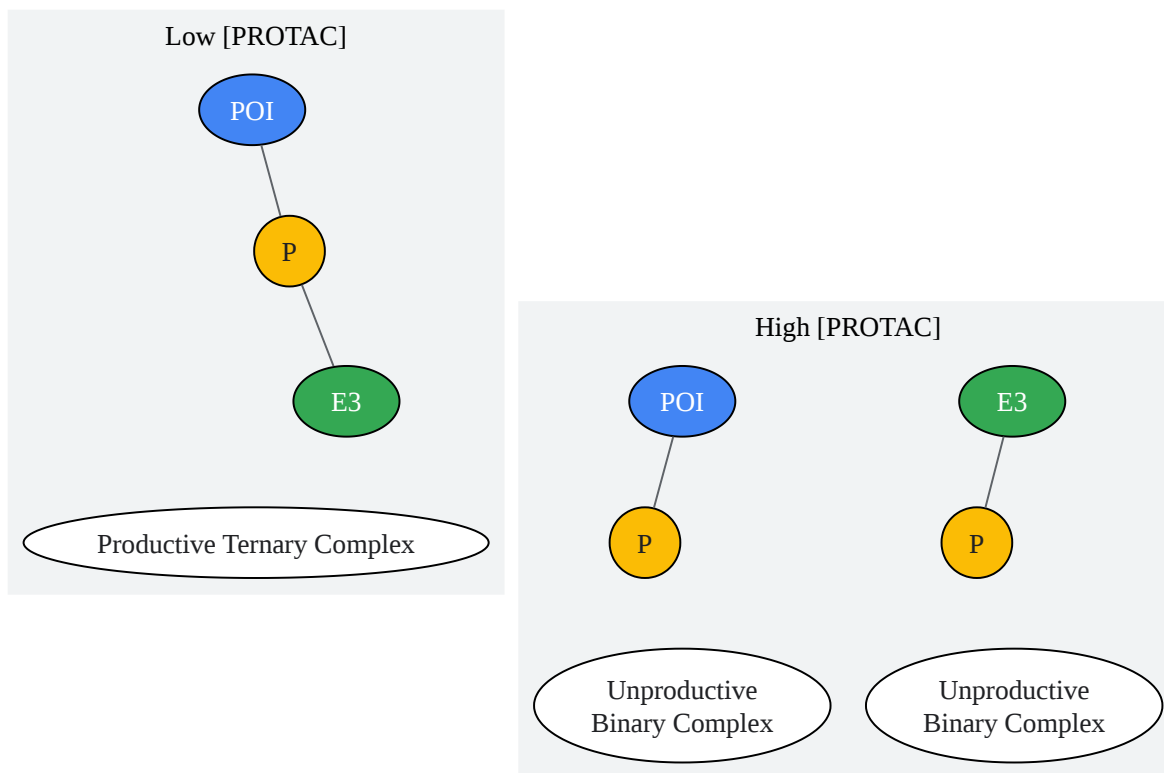 Low [PROTAC]
POI
P
E3
Productive Ternary Complex
High [PROTAC]
POI
E3
P
P
Unproductive
Binary Complex
Unproductive
Binary Complex